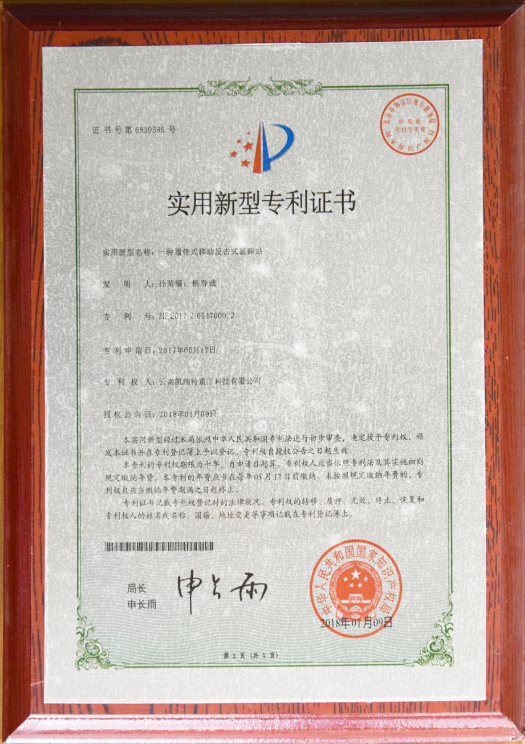 证书号第6839595号
实用新型专利证书
实用新型名称：一种履带式移动反击式破碎站
发 明 人：孙荣耀；杨寿波
专 利 号：ZL 2017 2 0547600.2
专利申请日：2017年05月17日
专 利 权 人：云南凯瑞特重工科技有限公司
授权公告日：2018年01月09日
本实用新型经过本局依照中华人民共和国专利法进行初步审查，决定授予专利权，颁
发本证书并在专利登记簿上予以登记。专利权自授权公告之日起生效。
本专利的专利权期限为十年，自申请日起算。专利权人应当依照专利法及其实施细则
规定缴纳年费。本专利的年费应当在每年05月17日前缴纳。未按照规定缴纳年费的，专
利权自应当缴纳年费期满之日起终止。
专利证书记载专利权登记时的法律状况。专利权的转移、质押、无效、终止、恢复和
专利权人的姓名或名称、国籍、地址变更等事项记载在专利登记簿上。
局长
申长雨
申长雨
中华人民共和国国家知识产权局
2018年01月09日
第 1 页 (共 1 页)